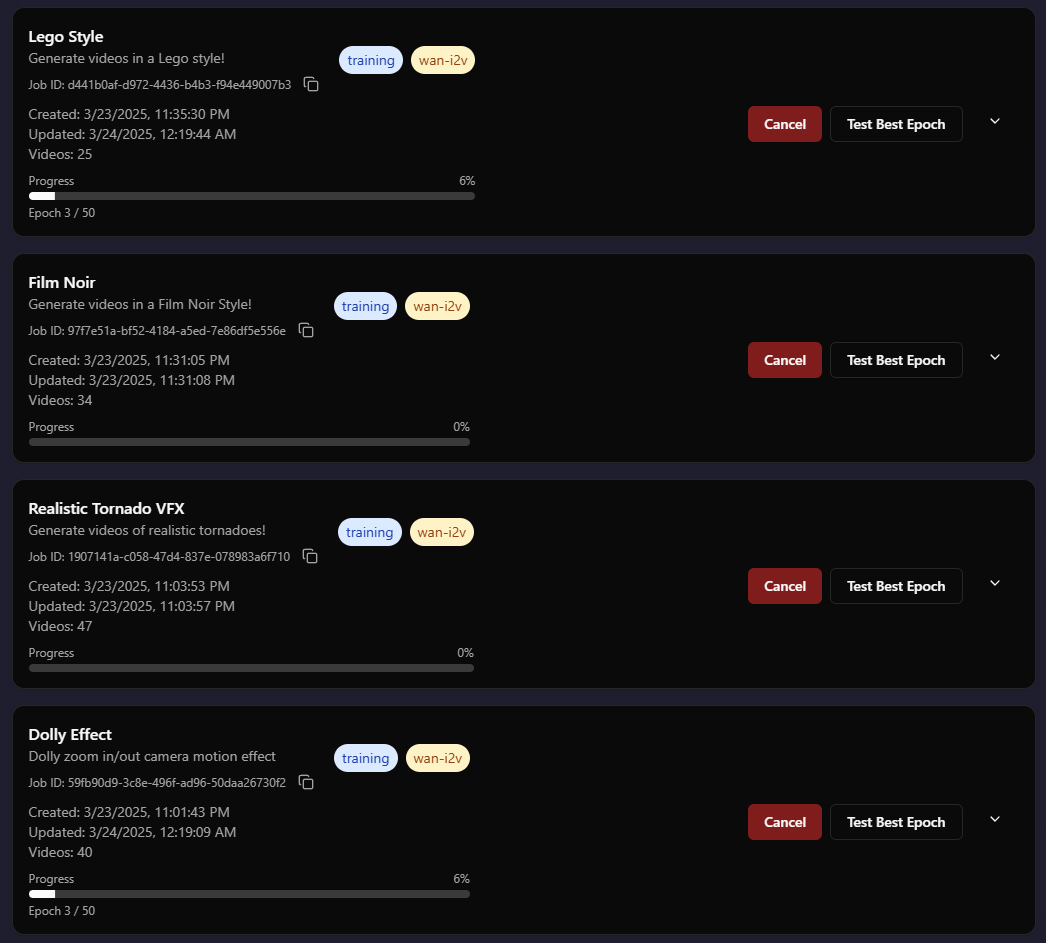 Lego Style
Generate videos in a Lego style!
training wan-i2v
Job ID: d441b0af-d972-4436-b4b3-f94e449007b3
Created: 3/23/2025, 11:35:30 PM
Updated: 3/24/2025, 12:19:44 AM
Videos: 25
Cancel Test Best Epoch
Progress 6%
Epoch 3 / 50
Film Noir
Generate videos in a Film Noir Style!
training wan-i2v
Job ID: 97f7e51a-bf52-4184-a5ed-7e86df5e556e
Created: 3/23/2025, 11:31:05 PM
Updated: 3/23/2025, 11:31:08 PM
Videos: 34
Cancel Test Best Epoch
Progress 0%
Realistic Tornado VFX
Generate videos of realistic tornadoes!
training wan-i2v
Job ID: 1907141a-c058-47d4-837e-078983a6f710
Created: 3/23/2025, 11:03:53 PM
Updated: 3/23/2025, 11:03:57 PM
Videos: 47
Cancel Test Best Epoch
Progress 0%
Dolly Effect
Dolly zoom in/out camera motion effect
training wan-i2v
Job ID: 59fb90d9-3c8e-496f-ad96-50daa26730f2
Created: 3/23/2025, 11:01:43 PM
Updated: 3/24/2025, 12:19:09 AM
Videos: 40
Cancel Test Best Epoch
Progress 6%
Epoch 3 / 50